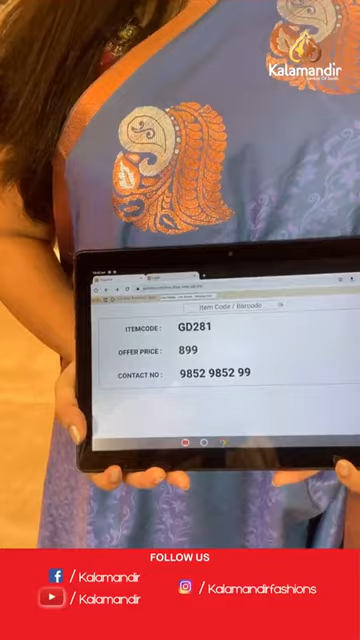 Kalamandir
Item Code / Barcode
ITEMCODE : GD281
OFFER PRICE : 899
CONTACT NO : 9852 9852 99
FOLLOW US
/Kalamandir
/Kalamandirfashions
/Kalamandir